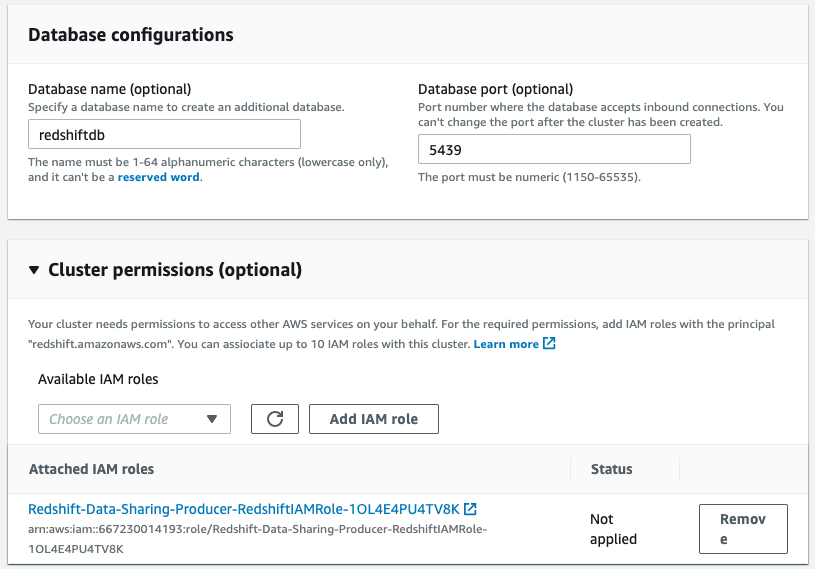 Database configurations
Database name (optional)
Specify a database name to create an additional database.
redshiftdb
The name must be 1-64 alphanumeric characters (lowercase only),
and it can't be a reserved word.
Database port (optional)
Port number where the database accepts inbound connections. You
can't change the port after the cluster has been created.
5439
The port must be numeric (1150-65535).
Cluster permissions (optional)
Your cluster needs permissions to access other AWS services on your behalf. For the required permissions, add IAM roles with the principal
"redshift.amazonaws.com". You can assiociate up to 10 IAM roles with this cluster. Learn more
Available IAM roles
Choose an IAM role
Add IAM role
Attached IAM roles
Status
Redshift-Data-Sharing-Producer-RedshiftIAMRole-1OL4E4PU4TV8K
arn:aws:iam::667230014193:role/Redshift-Data-Sharing-Producer-RedshiftIAMRole-
1OL4E4PU4TV8K
Not
applied
Remov
e